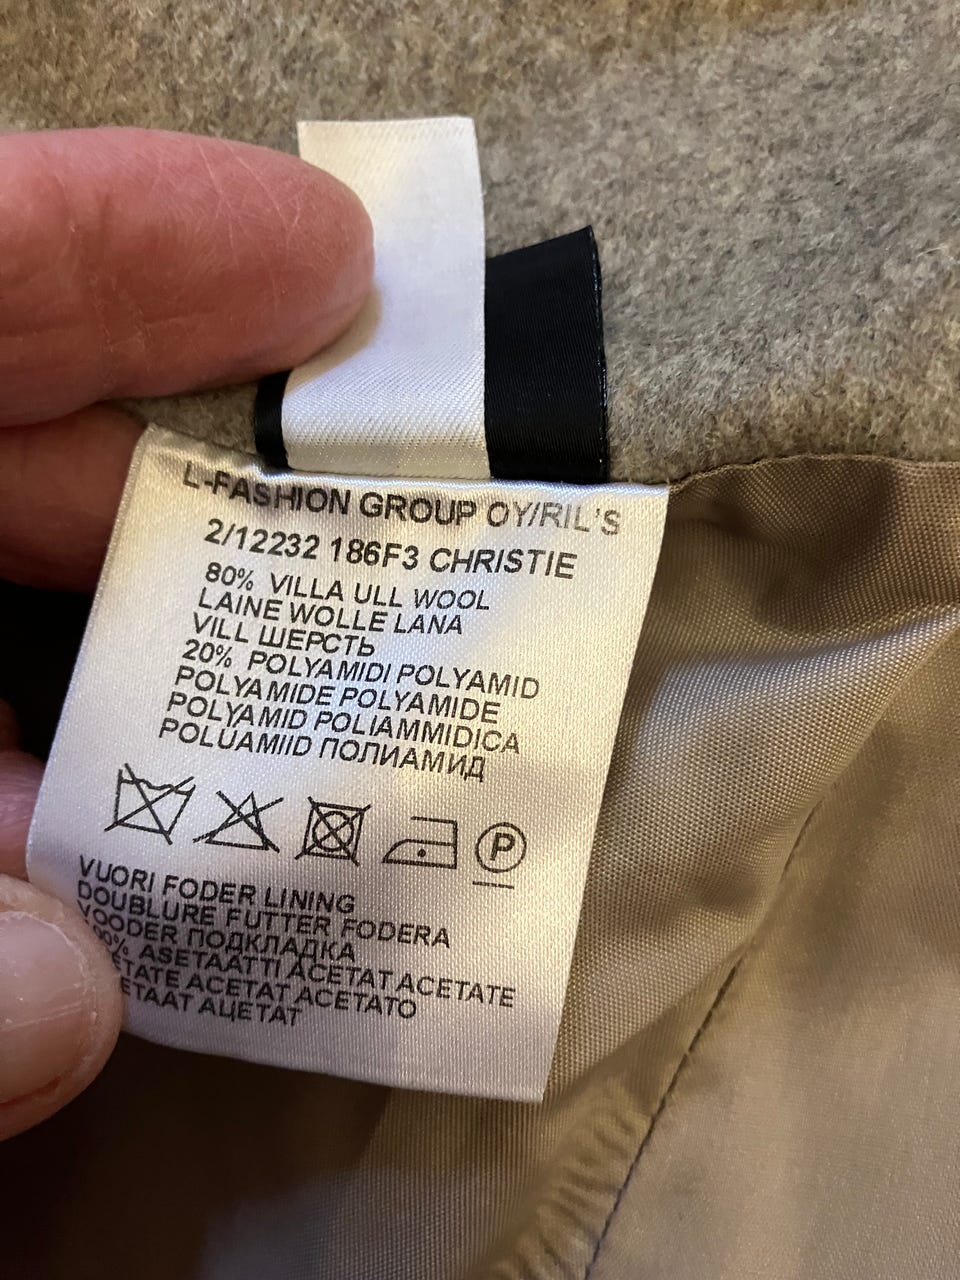 L-FASHION GROUP OY/RIL'S
2/12232 186F3 CHRISTIE
80% VILLA ULL WOOL
LAINE WOLLE LANA
VILL ШЕРСТЬ
20% POLYAMIDI POLYAMID
POLYAMIDE POLYAMIDE
POLYAMID POLIAMMIDICA
POLÜAMIID ПОЛИАМИД
P
VUORI FODER LINING
DOUBLURE FUTTER FODERA
VOODER ПОДКЛАДКА
ASETAATTI ACETAT ACETATE
ACETAT ACETATO
АЦЕТАТ